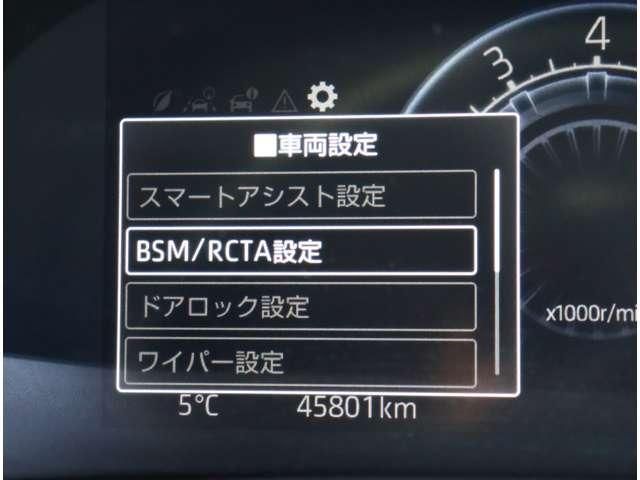 3
4
■車両設定
スマートアシスト設定
BSM/RCTA設定
ドアロック設定
ワイパー設定
x1000r/mi
5℃ 45801km